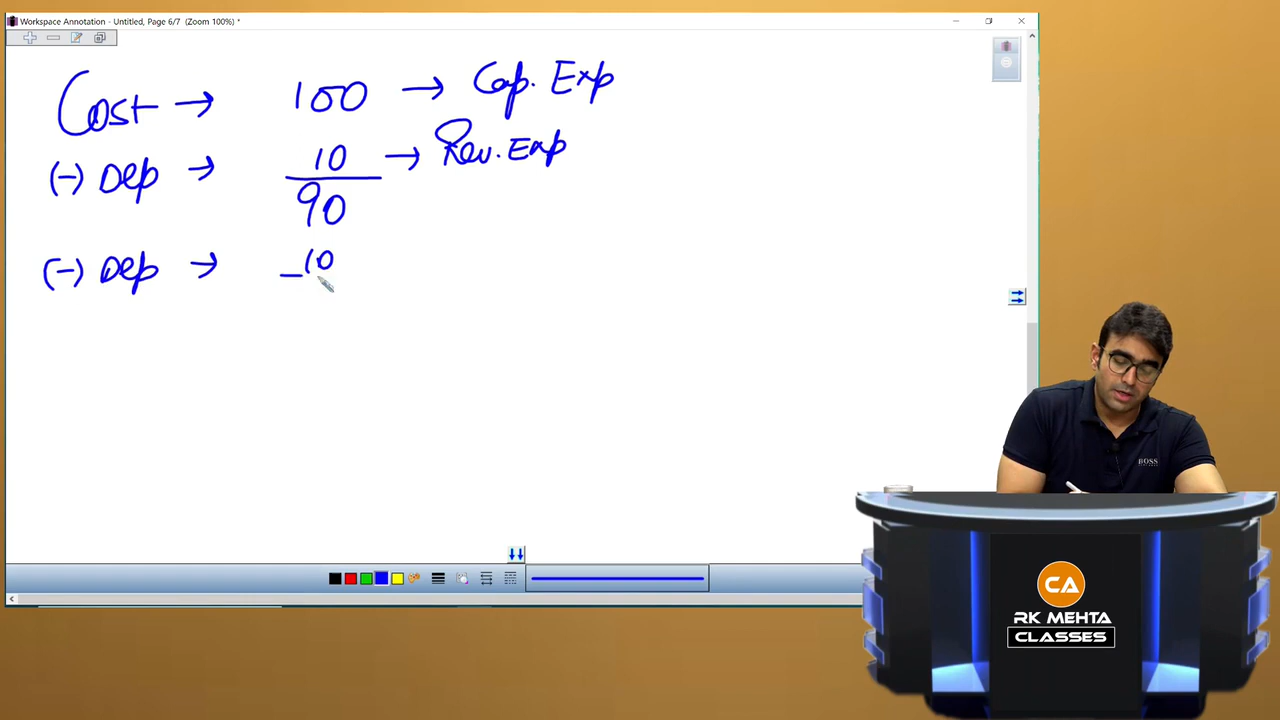 Workspace Annotation - Untitled, Page 6/7 (Zoom 100%) *
Cost → 100 → Cap. Exp
(-) Dep → 10 → Rev. Exp
90
(-) Dep → -10
BOSS
CA
RK MEHTA
CLASSES